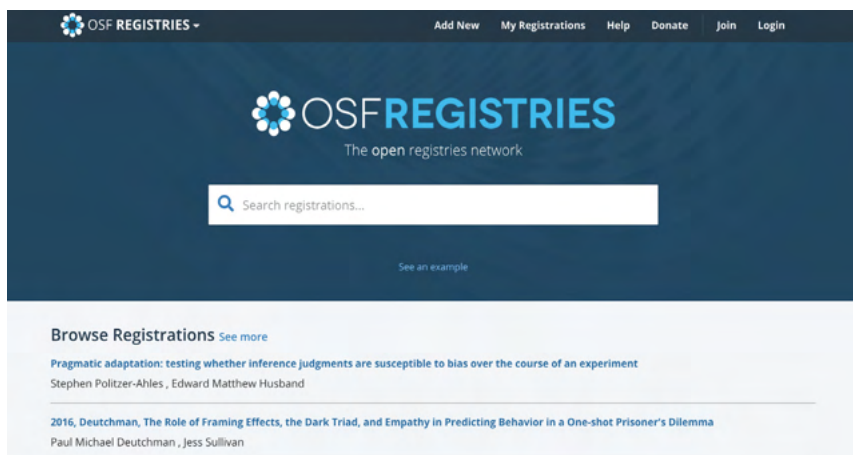 OSF REGISTRIES
Add New My Registrations Help Donate Join Login
OSFREGISTRIES
The open registries network
Search registrations...
See an example
Browse Registrations See more
Pragmatic adaptation: testing whether inference judgments are susceptible to bias over the course of an experiment
Stephen Politzer-Ahles , Edward Matthew Husband
2016, Deutchman, The Role of Framing Effects, the Dark Triad, and Empathy in Predicting Behavior in a One-shot Prisoner's Dilemma
Paul Michael Deutchman , Jess Sullivan